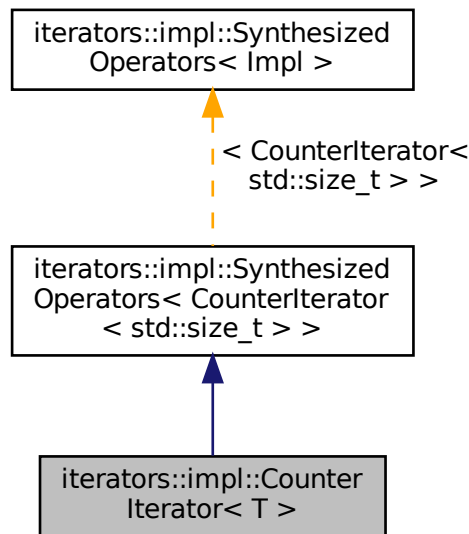 iterators::impl::Synthesized
Operators< Impl >
< CounterIterator<
std::size_t > >
iterators::impl::Synthesized
Operators< CounterIterator
< std::size_t > >
iterators::impl::Counter
Iterator< T >